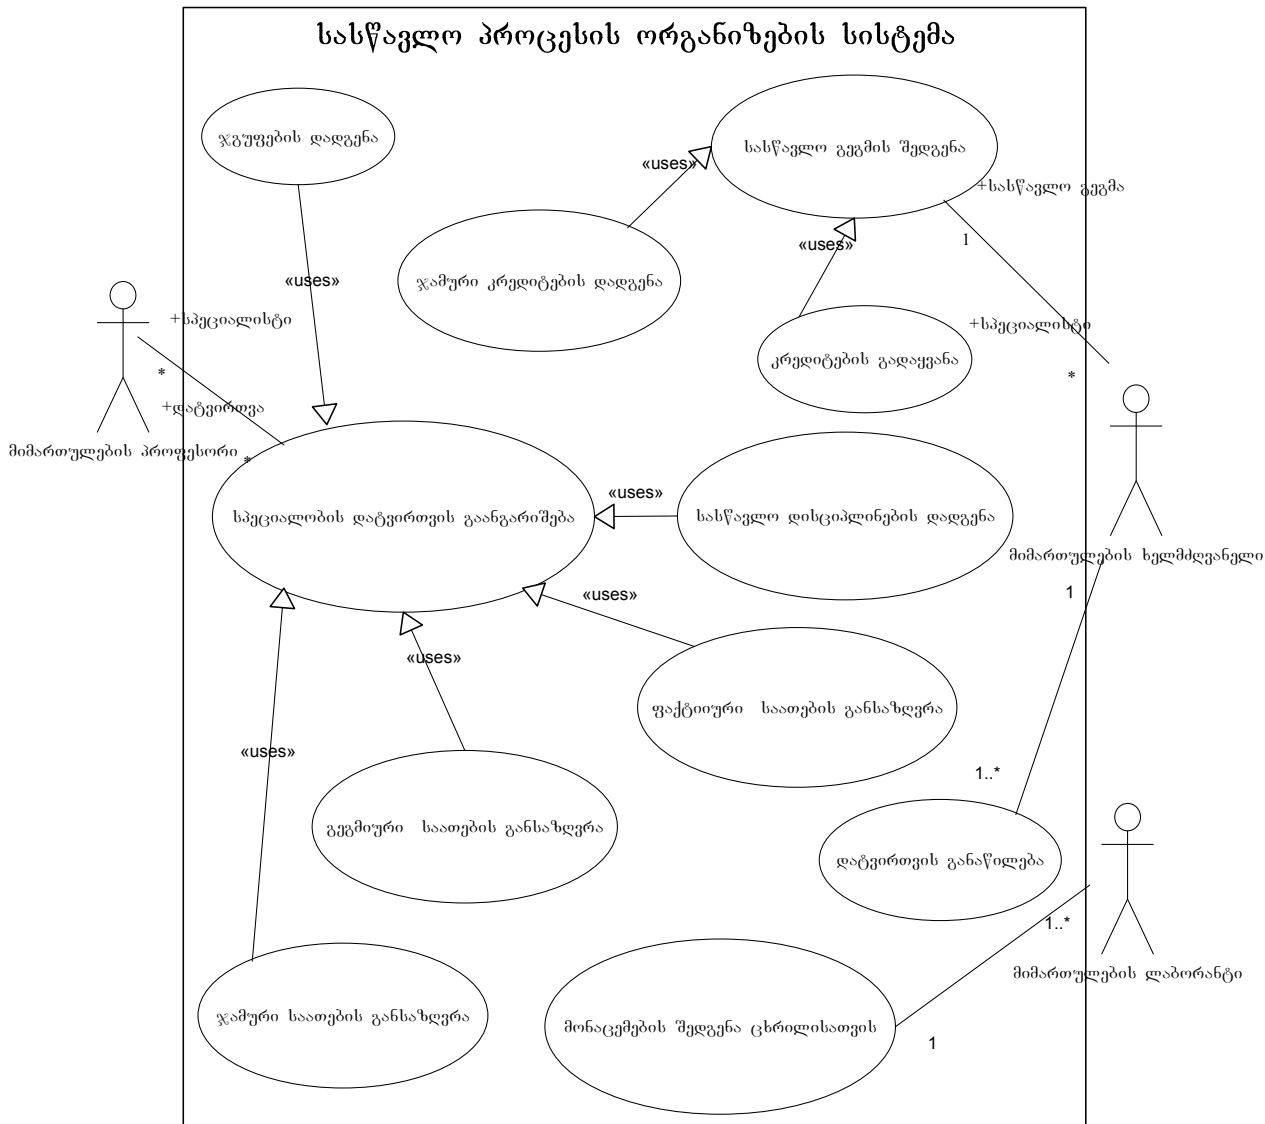 სასწავლო პროცესის ორგანიზების სისტემა
ჯგუფების დადგენა
სასწავლო გეგმის შედგენა
«uses»
+სასწავლო გეგმა
1
«uses»
ჯამური კრედიტების დადგენა
«uses»
+სპეციალისტი
+სპეციალისტი
კრედიტების გადაყვანა
*
*
+დატვირთვა
მიმართულების პროფესორი
*
«uses»
სპეციალობის დატვირთვის გაანგარიშება
სასწავლო დისციპლინების დადგენა
მიმართულების ხელმძღვანელი
1
«uses»
«uses»
ფაქტიიური საათების განსაზღვრა
«uses»
1..*
გეგმიური საათების განსაზღვრა
დატვირთვის განაწილება
1..*
მიმართულების ლაბორანტი
ჯამური საათების განსაზღვრა
მონაცემების შედგენა ცხრილისათვის
1